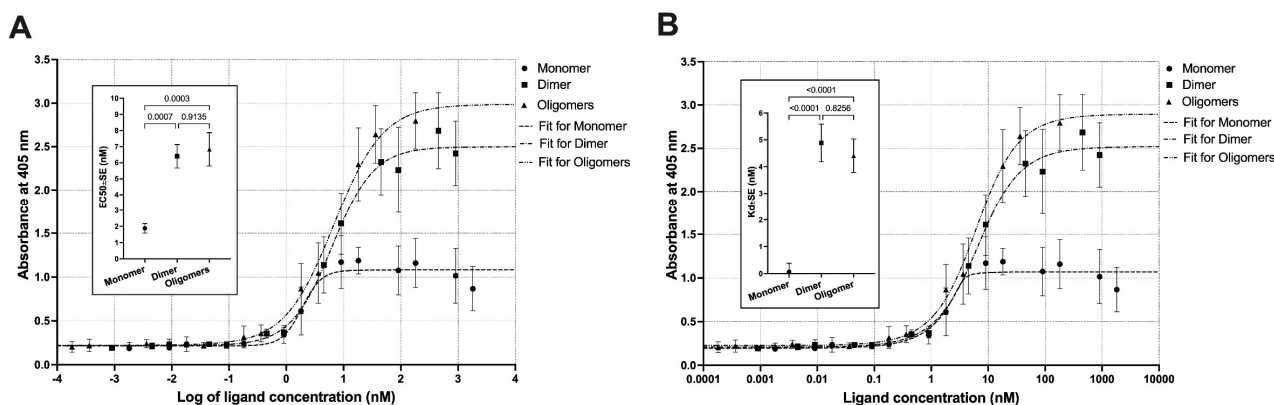 A
Absorbance at 405 nm
3.5
3.0
2.5
2.0
1.5
1.0
0.5
0.0
-4 -3 -2 -1 0 1 2 3 4
Log of ligand concentration (nM)
EC50±SE (nM)
10
9
8
7
6
5
4
3
2
1
0
0.0003
0.0007 0.9135
Monomer Dimer Oligomers
Monomer
Dimer
Oligomers
Fit for Monomer
Fit for Dimer
Fit for Oligomers
B
Absorbance at 405 nm
3.5
3.0
2.5
2.0
1.5
1.0
0.5
0.0
0.0001 0.001 0.01 0.1 1 10 100 1000 10000
Ligand concentration (nM)
Kd±SE (nM)
6
4
2
0
<0.0001
<0.0001 0.8256
Monomer Dimer Oligomer
Monomer
Dimer
Oligomers
Fit for Monomer
Fit for Dimer
Fit for Oligomers